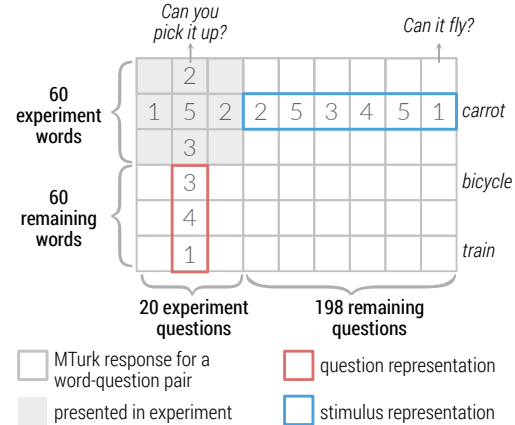 Can you
pick it up?
Can it fly?
60
experiment
words
2
1 5 2 2 5 3 4 5 1
carrot
3
60
remaining
words
3
bicycle
4
1
train
20 experiment
questions
198 remaining
questions
MTurk response for a
word-question pair
question representation
presented in experiment
stimulus representation